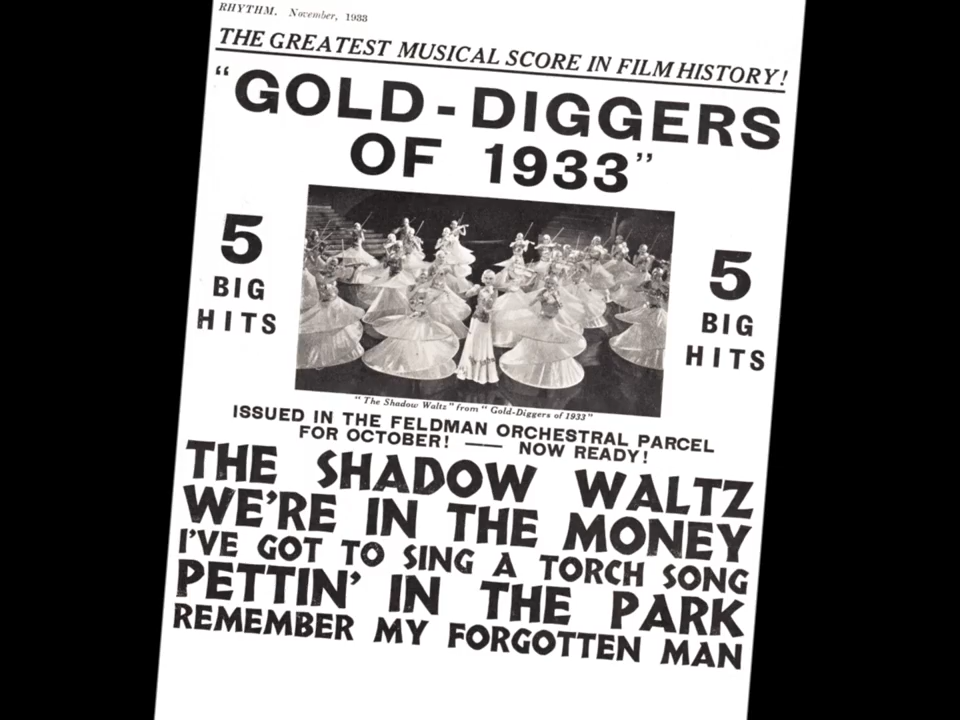 RHYTHM. November, 1933
THE GREATEST MUSICAL SCORE IN FILM HISTORY!
"GOLD-DIGGERS
OF 1933"
5
BIG
HITS
5
BIG
HITS
"The Shadow Waltz" from "Gold-Diggers of 1933"
ISSUED IN THE FELDMAN ORCHESTRAL PARCEL
FOR OCTOBER! — NOW READY!
THE SHADOW WALTZ
WE'RE IN THE MONEY
I'VE GOT TO SING A TORCH SONG
PETTIN' IN THE PARK
REMEMBER MY FORGOTTEN MAN